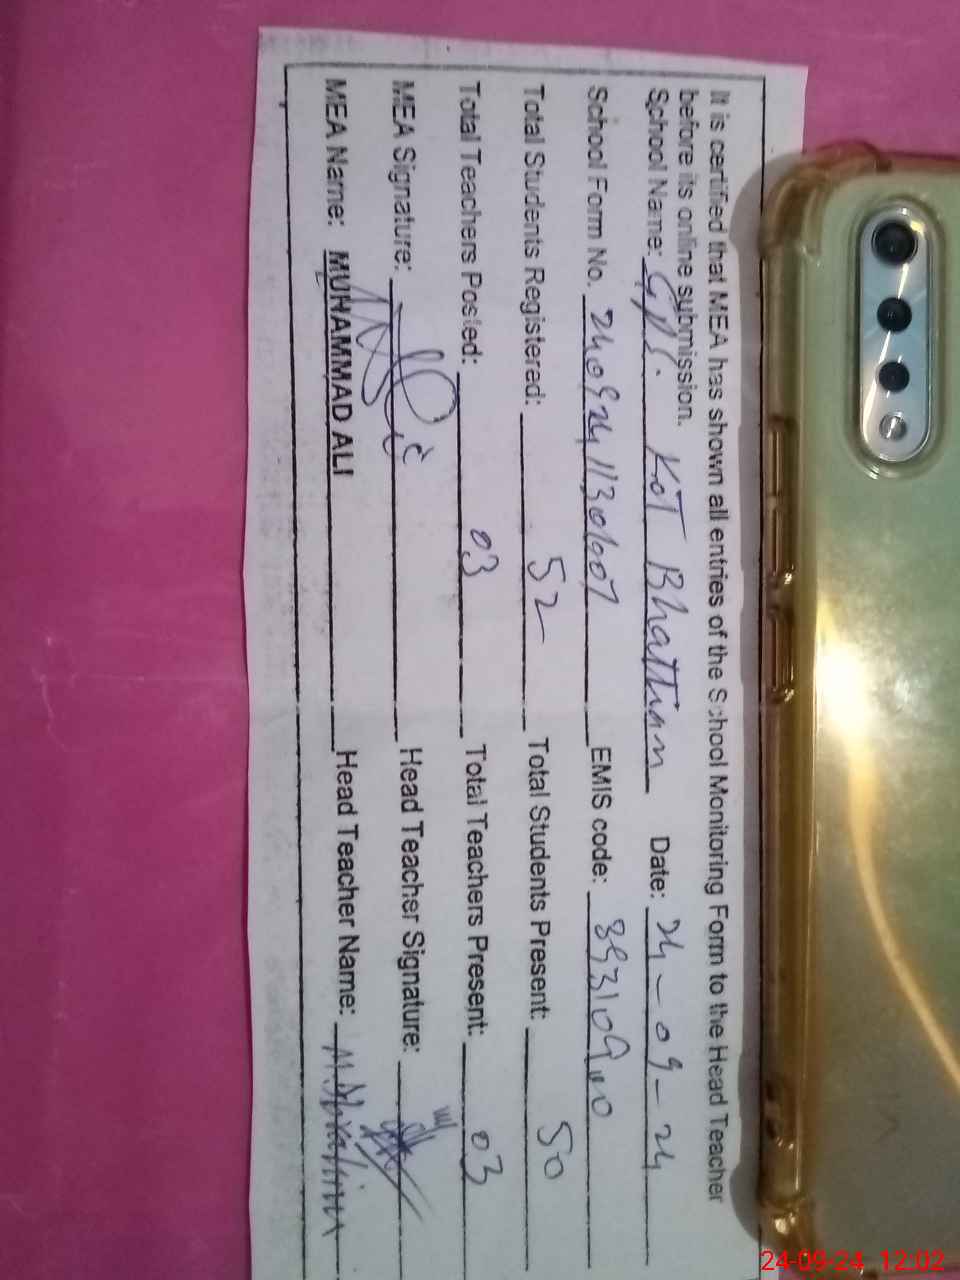 It is certified that MEA has shown all entries of the School Monitoring Form to the Head Teacher
before its online submission.
School Name: GPS. Kot Bhattian Date: 24-09-24
School Form No. EMIS code:
Total Students Registered: 52 Total Students Present: 50
Total Teachers Posted: 03 Total Teachers Present: 03
MEA Signature: Head Teacher Signature:
MEA Name: MUHAMMAD ALI Head Teacher Name:
24-09-24 12:02